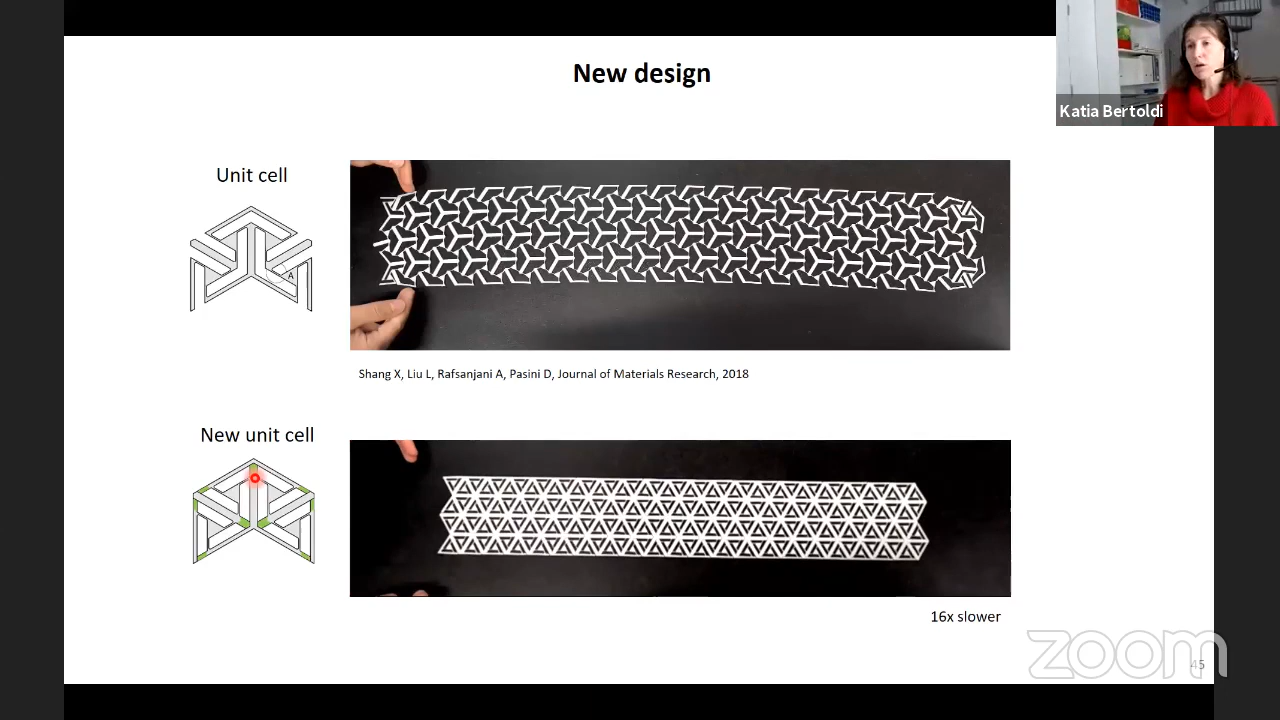 New design
Katia Bertoldi
Unit cell
A
Shang X, Liu L, Rafsanjani A, Pasini D, Journal of Materials Research, 2018
New unit cell
16x slower
zoom
45